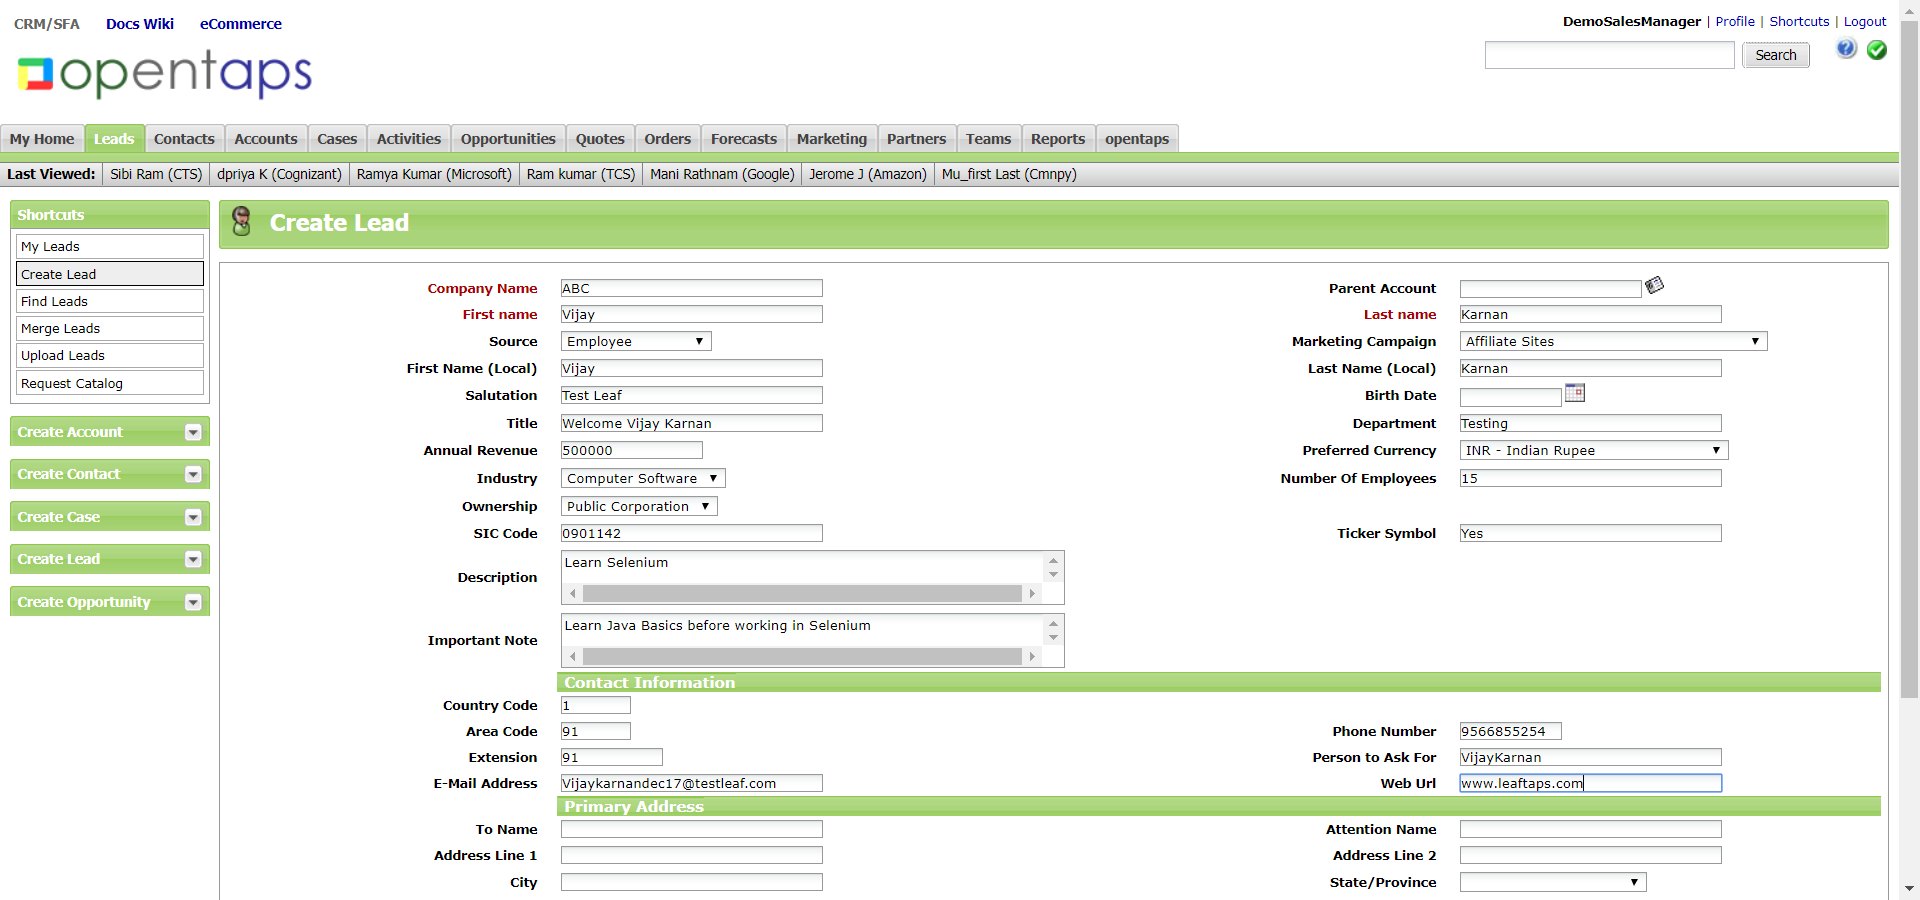 CRM/SFA Docs Wiki eCommerce
DemoSalesManager | Profile | Shortcuts | Logout
opentaps
Search
My Home Leads Contacts Accounts Cases Activities Opportunities Quotes Orders Forecasts Marketing Partners Teams Reports opentaps
Last Viewed: Sibi Ram (CTS) dpriya K (Cognizant) Ramya Kumar (Microsoft) Ram kumar (TCS) Mani Rathnam (Google) Jerome J (Amazon) Mu_first Last (Cmnpy)
Shortcuts
My Leads
Create Lead
Find Leads
Merge Leads
Upload Leads
Request Catalog
Create Account
Create Contact
Create Case
Create Lead
Create Opportunity
Create Lead
Company Name ABC Parent Account
First name Vijay Last name Karnan
Source Employee Marketing Campaign Affiliate Sites
First Name (Local) Vijay Last Name (Local) Karnan
Salutation Test Leaf Birth Date
Title Welcome Vijay Karnan Department Testing
Annual Revenue 500000 Preferred Currency INR - Indian Rupee
Industry Computer Software Number Of Employees 15
Ownership Public Corporation
SIC Code 0901142 Ticker Symbol Yes
Description Learn Selenium
Important Note Learn Java Basics before working in Selenium
Contact Information
Country Code 1
Area Code 91 Phone Number 9566855254
Extension 91 Person to Ask For VijayKarnan
E-Mail Address Vijaykarnandec17@testleaf.com Web Url www.leaftaps.com
Primary Address
To Name Attention Name
Address Line 1 Address Line 2
City State/Province